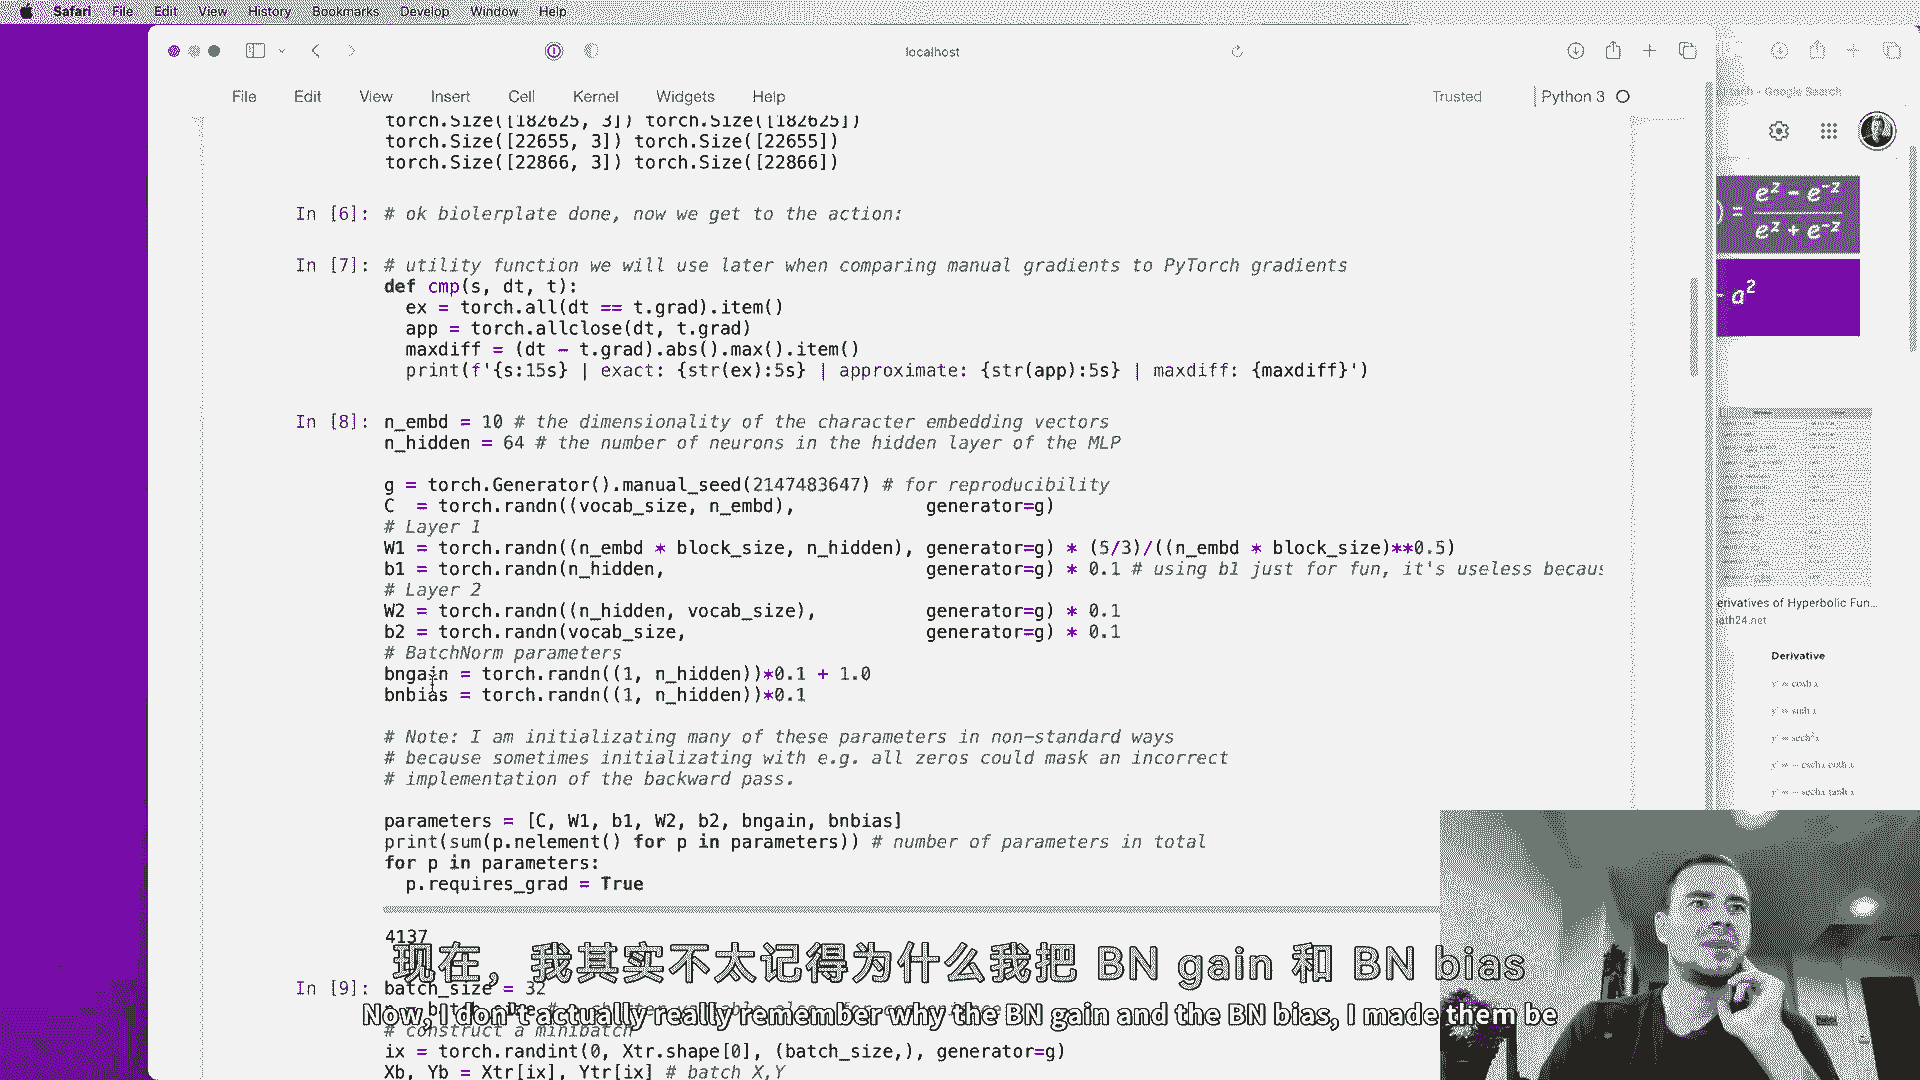 Safari File Edit View History Bookmarks Develop Window Help
localhost
File Edit View Insert Cell Kernel Widgets Help Trusted Python 3
- Google Search
torch.Size([182625, 3]) torch.Size([182625])
torch.Size([22655, 3]) torch.Size([22655])
torch.Size([22866, 3]) torch.Size([22866])
In [6]: # ok biolerplate done, now we get to the action:
In [7]: # utility function we will use later when comparing manual gradients to PyTorch gradients
def cmp(s, dt, t):
ex = torch.all(dt == t.grad).item()
app = torch.allclose(dt, t.grad)
maxdiff = (dt - t.grad).abs().max().item()
print(f'{s:15s} | exact: {str(ex):5s} | approximate: {str(app):5s} | maxdiff: {maxdiff}')
In [8]: n_embd = 10 # the dimensionality of the character embedding vectors
n_hidden = 64 # the number of neurons in the hidden layer of the MLP
g = torch.Generator().manual_seed(2147483647) # for reproducibility
C = torch.randn((vocab_size, n_embd), generator=g)
# Layer 1
W1 = torch.randn((n_embd * block_size, n_hidden), generator=g) * (5/3)/((n_embd * block_size)**0.5)
b1 = torch.randn(n_hidden, generator=g) * 0.1 # using b1 just for fun, it's useless becaus
# Layer 2
W2 = torch.randn((n_hidden, vocab_size), generator=g) * 0.1
b2 = torch.randn(vocab_size, generator=g) * 0.1
# BatchNorm parameters
bngain = torch.randn((1, n_hidden))*0.1 + 1.0
bnbias = torch.randn((1, n_hidden))*0.1
# Note: I am initializating many of these parameters in non-standard ways
# because sometimes initializating with e.g. all zeros could mask an incorrect
# implementation of the backward pass.
parameters = [C, W1, b1, W2, b2, bngain, bnbias]
print(sum(p.nelement() for p in parameters)) # number of parameters in total
for p in parameters:
p.requires_grad = True
4137
In [9]: batch_size = 32
# construct a minibatch
ix = torch.randint(0, Xtr.shape[0], (batch_size,), generator=g)
Xb, Yb = Xtr[ix], Ytr[ix] # batch X,Y
) = e^z - e^-z
e^z + e^-z
- a²
erivatives of Hyperbolic Fun...
ath24.net
Derivative
现在，我其实不太记得为什么我把 BN gain 和 BN bias
Now, I don't actually really remember why the BN gain and the BN bias, I made them be